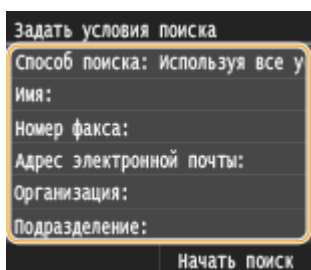 Задать условия поиска
Способ поиска: Используя все у
Имя:
Номер факса:
Адрес электронной почты:
Организация:
Подразделение:
Начать поиск